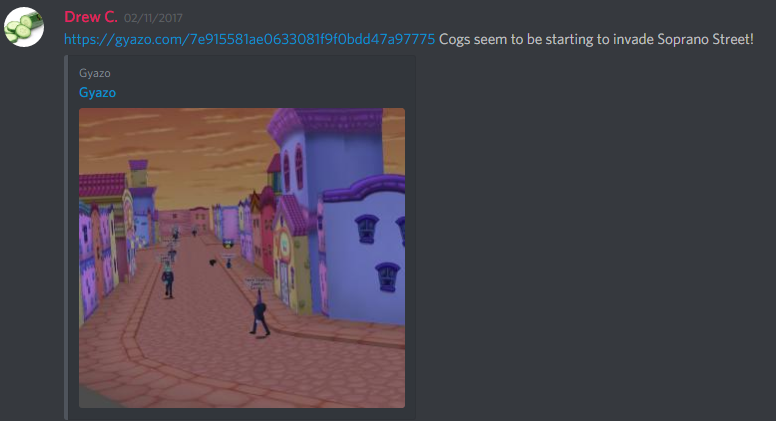 Drew C. 02/11/2017
https://gyazo.com/7e915581ae0633081f9f0bdd47a97775 Cogs seem to be starting to invade Soprano Street!
Gyazo
Gyazo